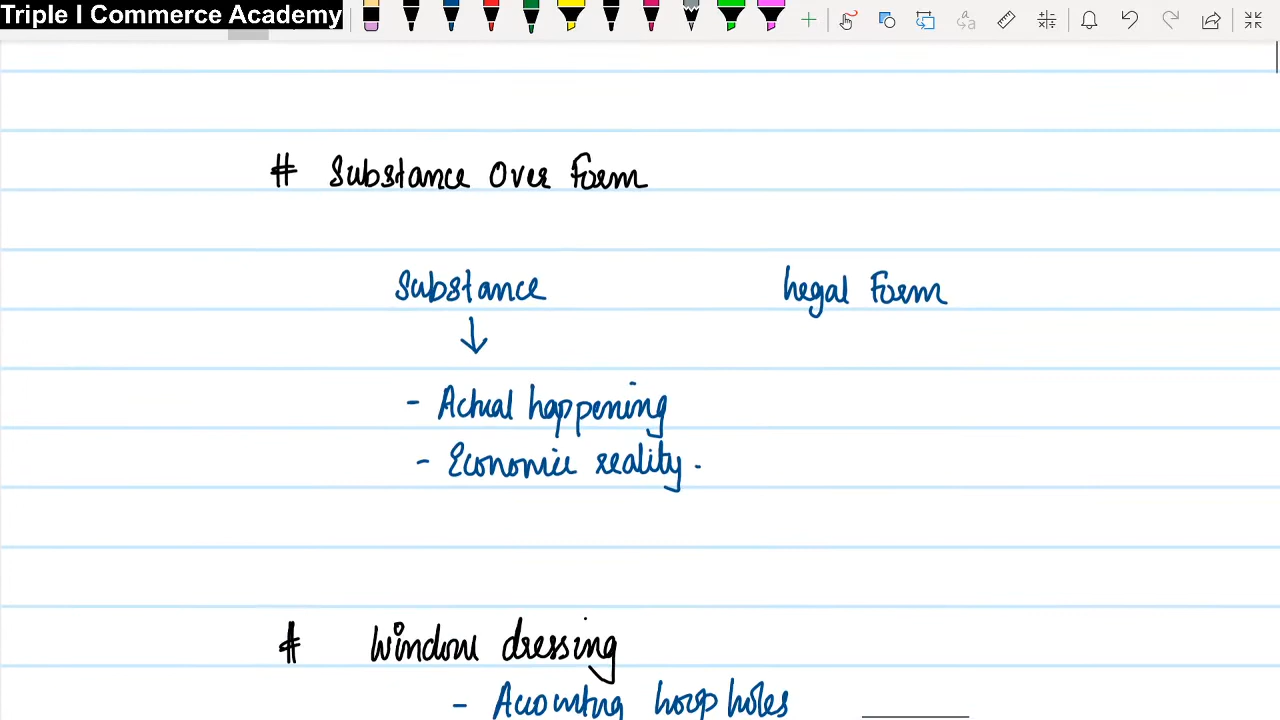 Triple I Commerce Academy
# Substance Over Form
Substance Legal Form
↓
- Actual happening
- Economic reality.
# Window dressing
- Accounting loop holes